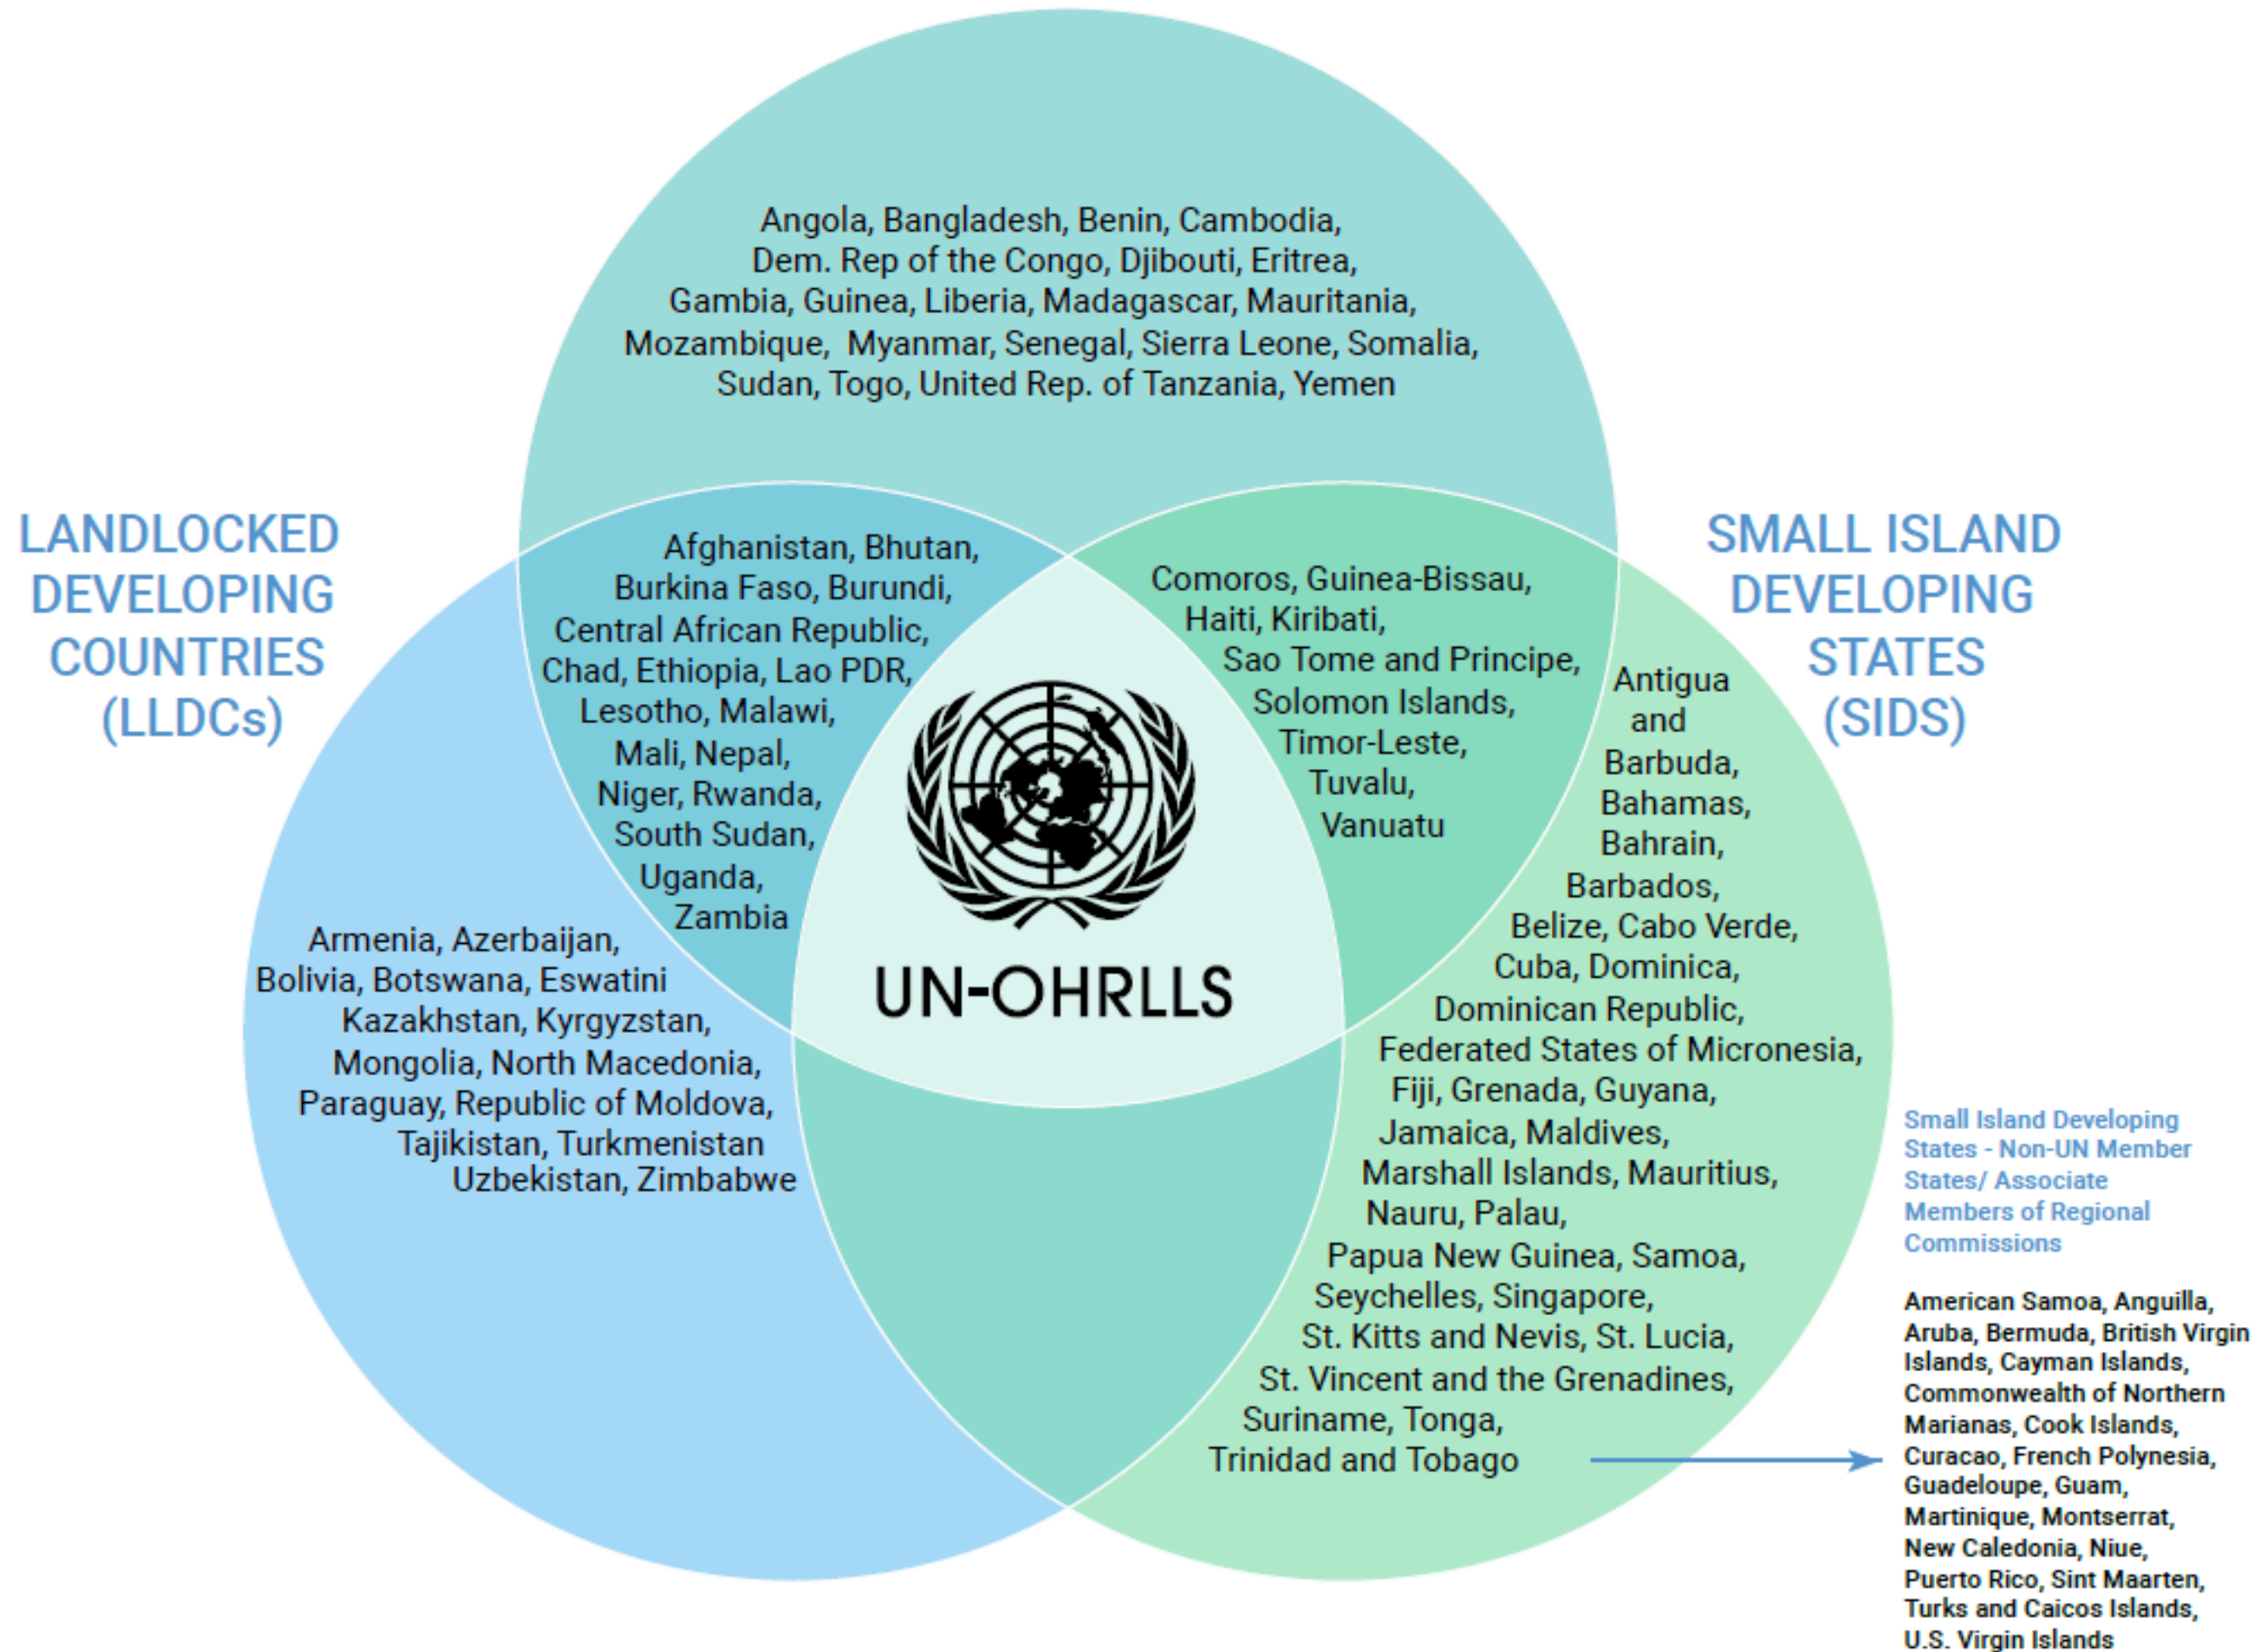 Angola, Bangladesh, Benin, Cambodia,
Dem. Rep of the Congo, Djibouti, Eritrea,
Gambia, Guinea, Liberia, Madagascar, Mauritania,
Mozambique, Myanmar, Senegal, Sierra Leone, Somalia,
Sudan, Togo, United Rep. of Tanzania, Yemen
LANDLOCKED
DEVELOPING
COUNTRIES
(LLDCs)
Afghanistan, Bhutan,
Burkina Faso, Burundi,
Central African Republic,
Chad, Ethiopia, Lao PDR,
Lesotho, Malawi,
Mali, Nepal,
Niger, Rwanda,
South Sudan,
Uganda,
Zambia
Comoros, Guinea-Bissau,
Haiti, Kiribati,
Sao Tome and Principe,
Solomon Islands,
Timor-Leste,
Tuvalu,
Vanuatu
SMALL ISLAND
DEVELOPING
STATES
(SIDS)
UN-OHRLLS
Armenia, Azerbaijan,
Bolivia, Botswana, Eswatini
Kazakhstan, Kyrgyzstan,
Mongolia, North Macedonia,
Paraguay, Republic of Moldova,
Tajikistan, Turkmenistan
Uzbekistan, Zimbabwe
Antigua
and
Barbuda,
Bahamas,
Bahrain,
Barbados,
Belize, Cabo Verde,
Cuba, Dominica,
Dominican Republic,
Federated States of Micronesia,
Fiji, Grenada, Guyana,
Jamaica, Maldives,
Marshall Islands, Mauritius,
Nauru, Palau,
Papua New Guinea, Samoa,
Seychelles, Singapore,
St. Kitts and Nevis, St. Lucia,
St. Vincent and the Grenadines,
Suriname, Tonga,
Trinidad and Tobago
Small Island Developing
States - Non-UN Member
States/ Associate
Members of Regional
Commissions
American Samoa, Anguilla,
Aruba, Bermuda, British Virgin
Islands, Cayman Islands,
Commonwealth of Northern
Marianas, Cook Islands,
Curacao, French Polynesia,
Guadeloupe, Guam,
Martinique, Montserrat,
New Caledonia, Niue,
Puerto Rico, Sint Maarten,
Turks and Caicos Islands,
U.S. Virgin Islands